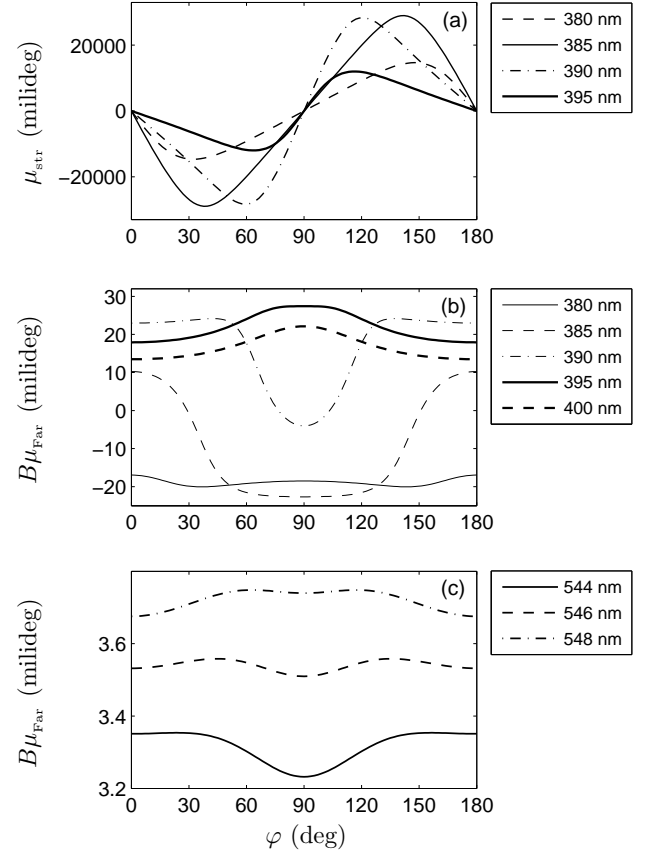 (a)
20000
0
−20000
μstr (milideg)
0 30 60 90 120 150 180
380 nm
385 nm
390 nm
395 nm
(b)
30
20
10
0
−10
−20
BμFar (milideg)
0 30 60 90 120 150 180
380 nm
385 nm
390 nm
395 nm
400 nm
(c)
3.6
3.4
3.2
BμFar (milideg)
0 30 60 90 120 150 180
φ (deg)
544 nm
546 nm
548 nm